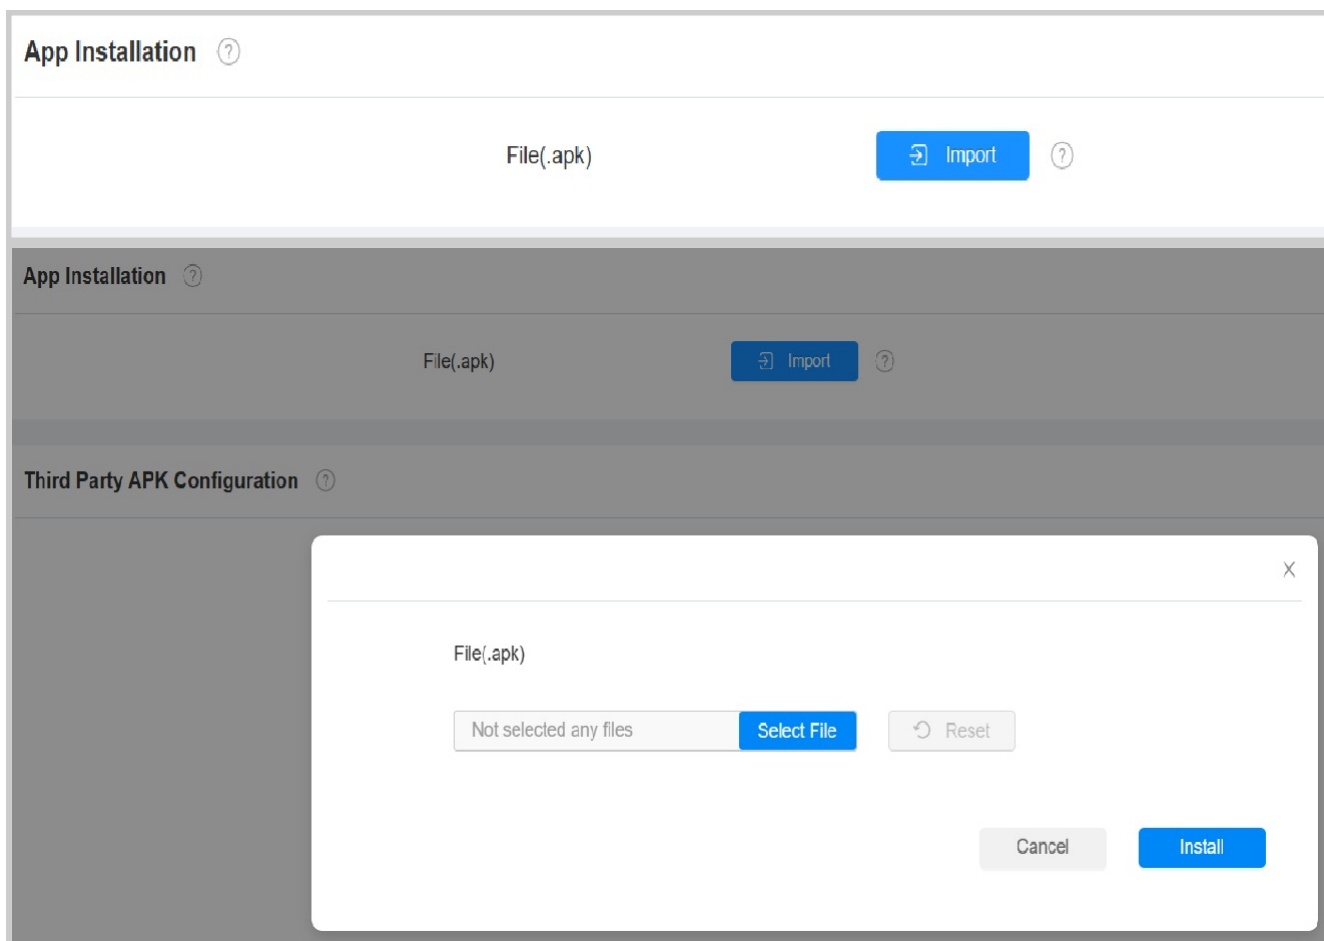 App Installation ?
File(.apk) Import ?
App Installation ?
File(.apk) Import ?
Third Party APK Configuration ?
X
File(.apk)
Not selected any files Select File Reset
Cancel Install